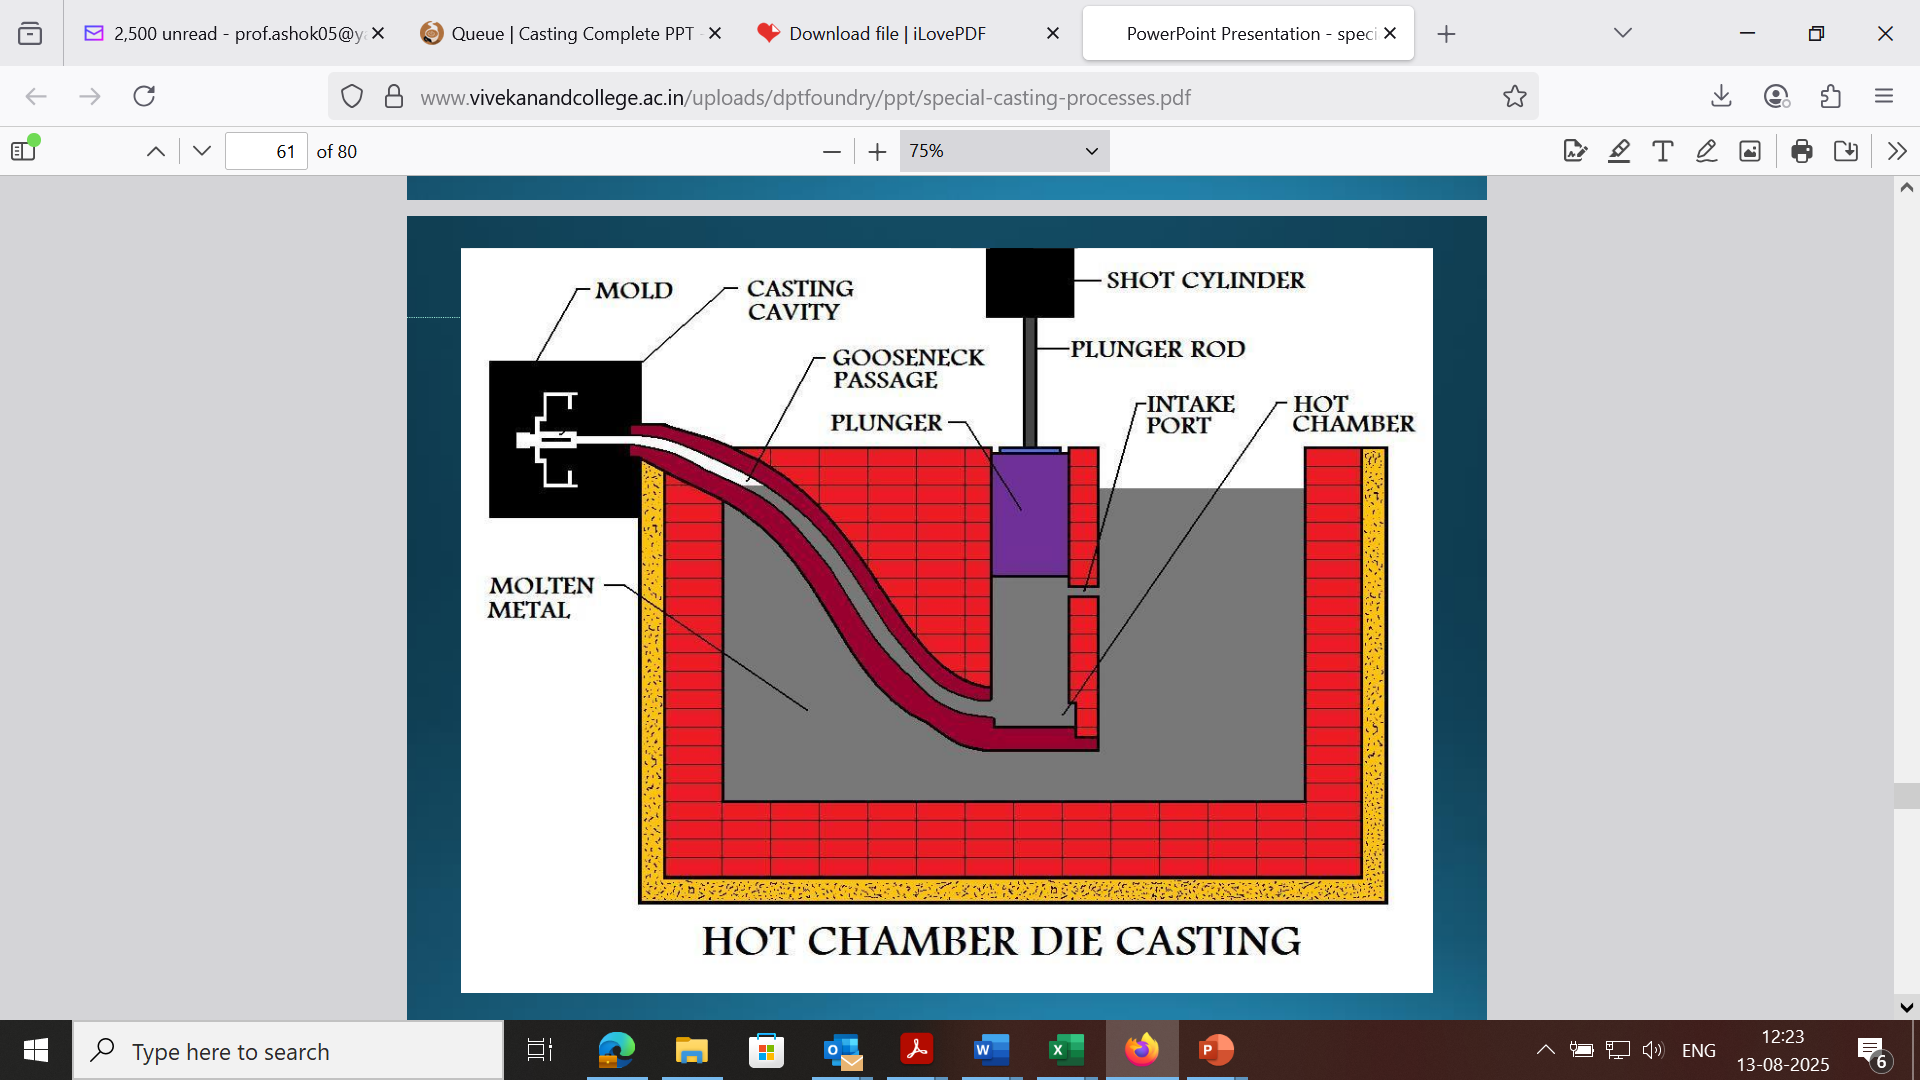 2,500 unread - prof.ashok05@y
Queue | Casting Complete PPT
Download file | iLovePDF
PowerPoint Presentation - speci
www.vivekanandcollege.ac.in/uploads/dptfoundry/ppt/special-casting-processes.pdf
61 of 80
75%
MOLD
CASTING
CAVITY
SHOT CYLINDER
GOOSENECK
PASSAGE
PLUNGER ROD
PLUNGER
INTAKE
PORT
HOT
CHAMBER
MOLTEN
METAL
HOT CHAMBER DIE CASTING
Type here to search
ENG
12:23
13-08-2025
6